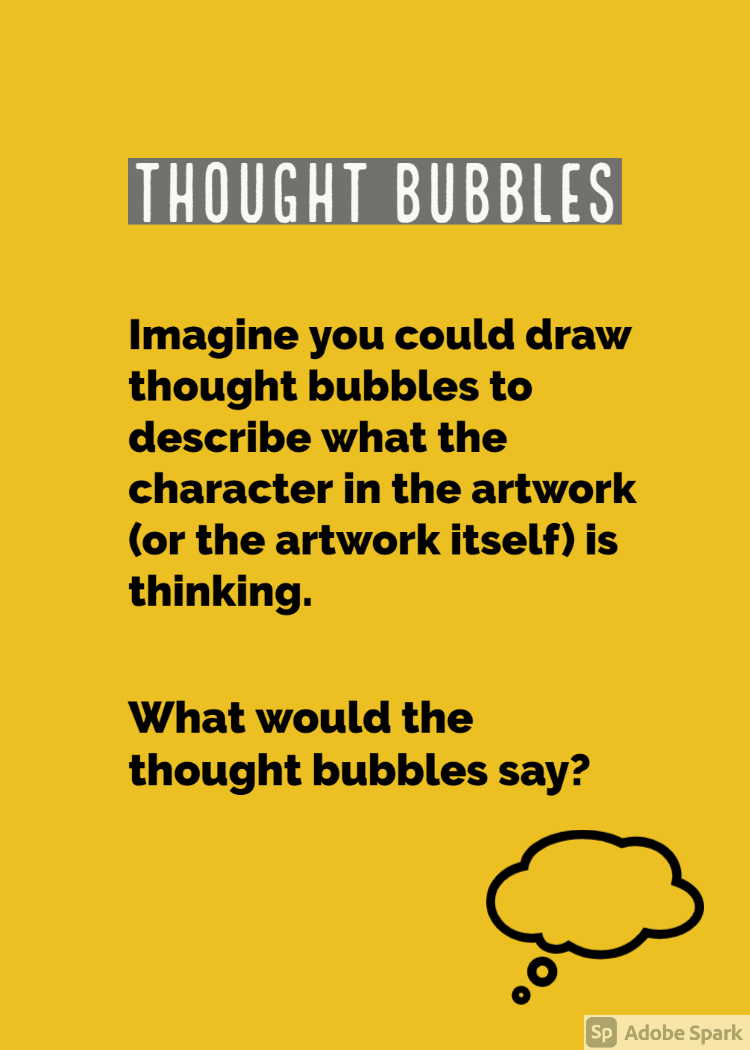 THOUGHT BUBBLES
Imagine you could draw
thought bubbles to
describe what the
character in the artwork
(or the artwork itself) is
thinking.
What would the
thought bubbles say?
Sp Adobe Spark